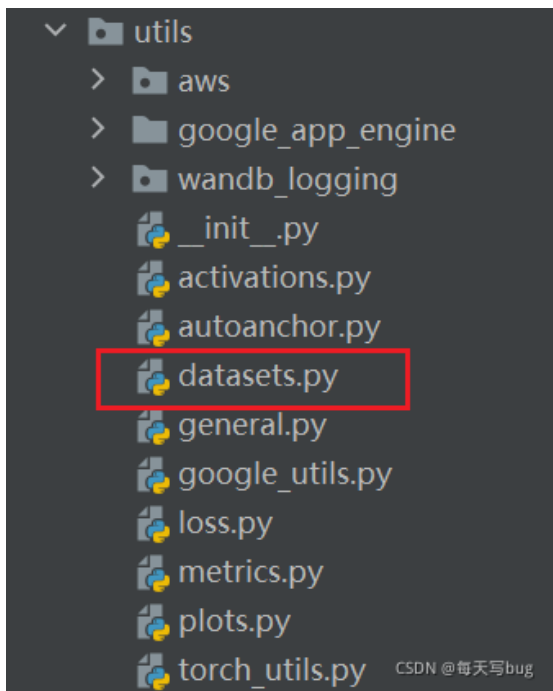 utils
aws
google_app_engine
wandb_logging
__init__.py
activations.py
autoanchor.py
datasets.py
general.py
google_utils.py
loss.py
metrics.py
plots.py
torch_utils.py
CSDN @每天写bug